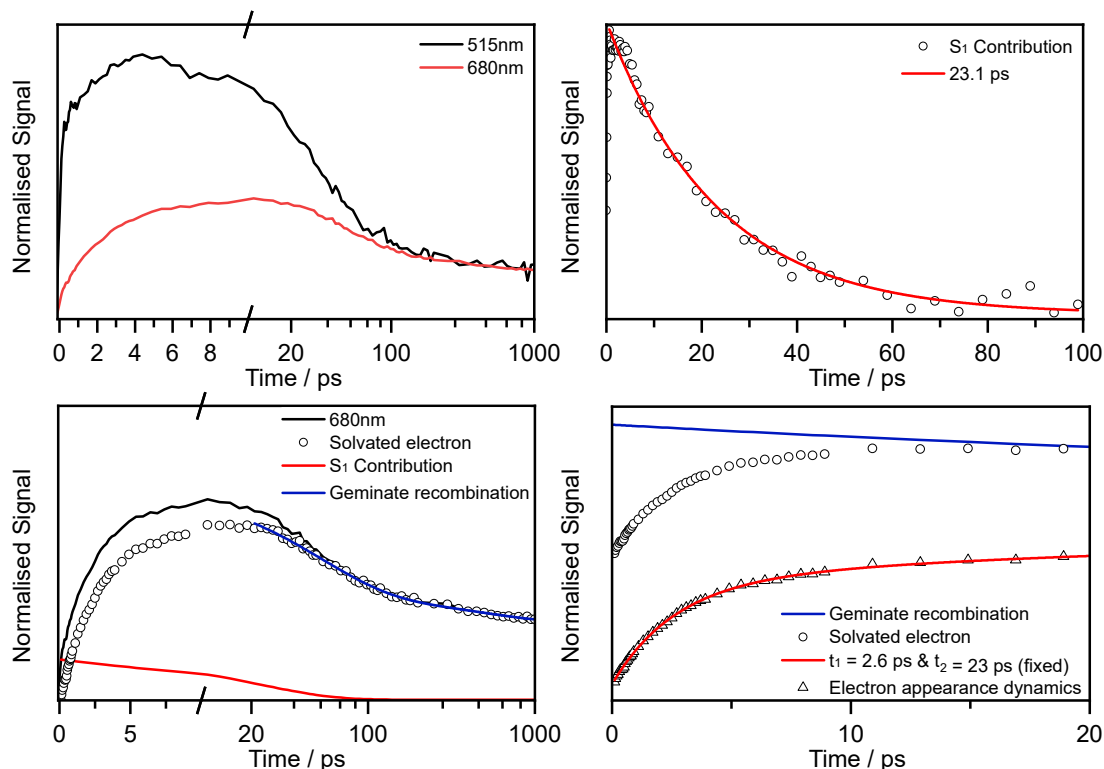 Normalised Signal
515nm
680nm
0 2 4 6 8 20 100 1000
Time / ps
Normalised Signal
S₁ Contribution
23.1 ps
0 20 40 60 80 100
Time / ps
Normalised Signal
680nm
Solvated electron
S₁ Contribution
Geminate recombination
0 5 20 100 1000
Time / ps
Normalised Signal
Geminate recombination
Solvated electron
t₁ = 2.6 ps & t₂ = 23 ps (fixed)
Electron appearance dynamics
0 10 20
Time / ps